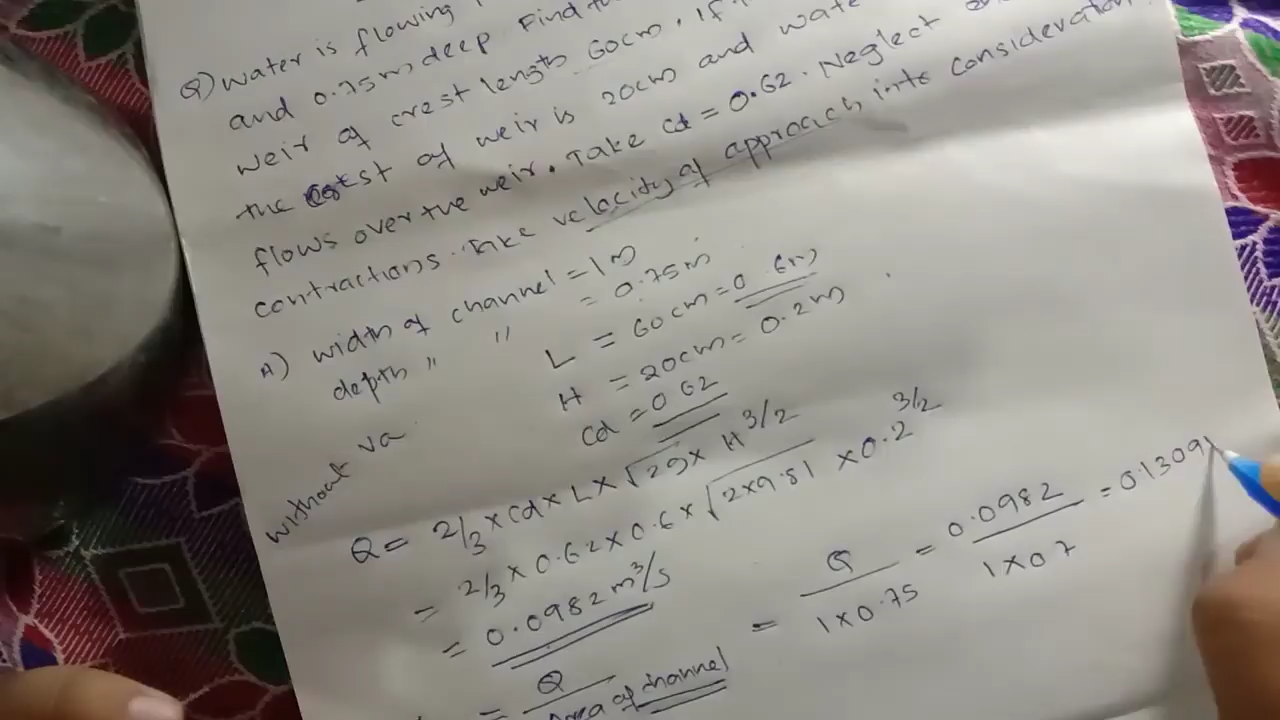 Q) Water is flowing
and 0.75m deep Find the
weir of crest length 60cm, If
the crest of weir is 20cm and wate
flows over the weir. Take Cd = 0.62. Neglect
contractions. Take velocity of approach into consideration
A) width of channel = 1m
depth " " = 0.75m
L = 60cm = 0.6m
H = 20cm = 0.2m
Cd = 0.62
without va
Q = 2/3 × Cd × L × √2g × H^3/2
= 2/3 × 0.62 × 0.6 × √2×9.81 × 0.2^3/2
= 0.0982 m³/s
= Q / Area of channel
= Q / 1×0.75 = 0.0982 / 1×0.7 = 0.1309